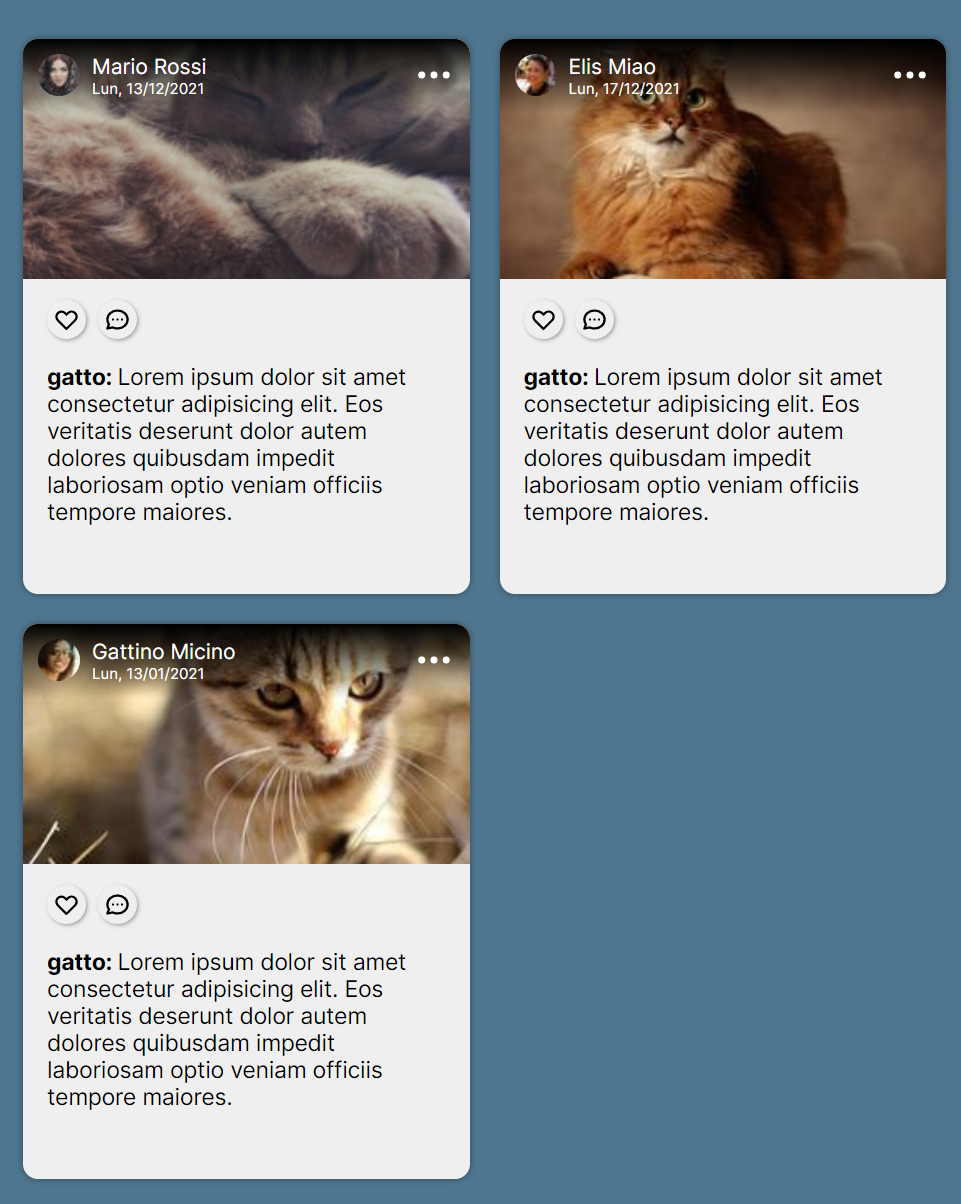 Mario Rossi
Lun, 13/12/2021
gatto: Lorem ipsum dolor sit amet
consectetur adipisicing elit. Eos
veritatis deserunt dolor autem
dolores quibusdam impedit
laboriosam optio veniam officiis
tempore maiores.
Elis Miao
Lun, 17/12/2021
gatto: Lorem ipsum dolor sit amet
consectetur adipisicing elit. Eos
veritatis deserunt dolor autem
dolores quibusdam impedit
laboriosam optio veniam officiis
tempore maiores.
Gattino Micino
Lun, 13/01/2021
gatto: Lorem ipsum dolor sit amet
consectetur adipisicing elit. Eos
veritatis deserunt dolor autem
dolores quibusdam impedit
laboriosam optio veniam officiis
tempore maiores.